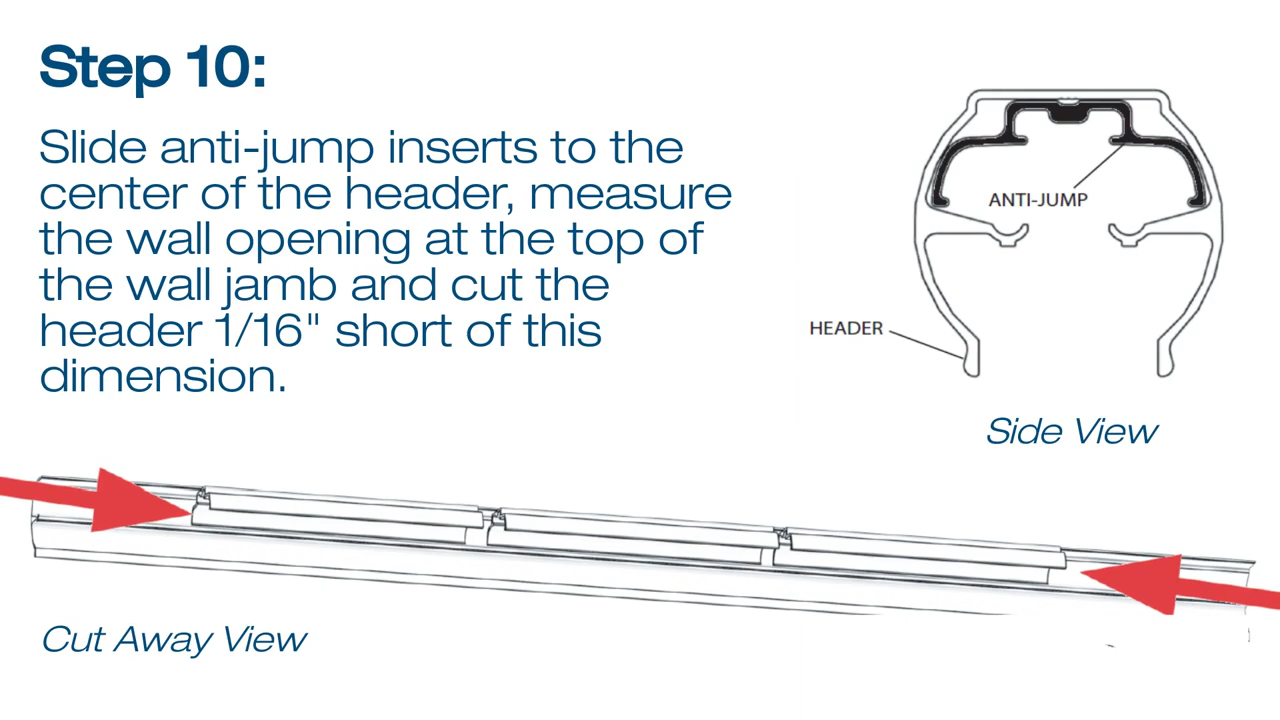 Step 10:
Slide anti-jump inserts to the
center of the header, measure
the wall opening at the top of
the wall jamb and cut the
header 1/16" short of this
dimension.
ANTI-JUMP
HEADER
Side View
Cut Away View